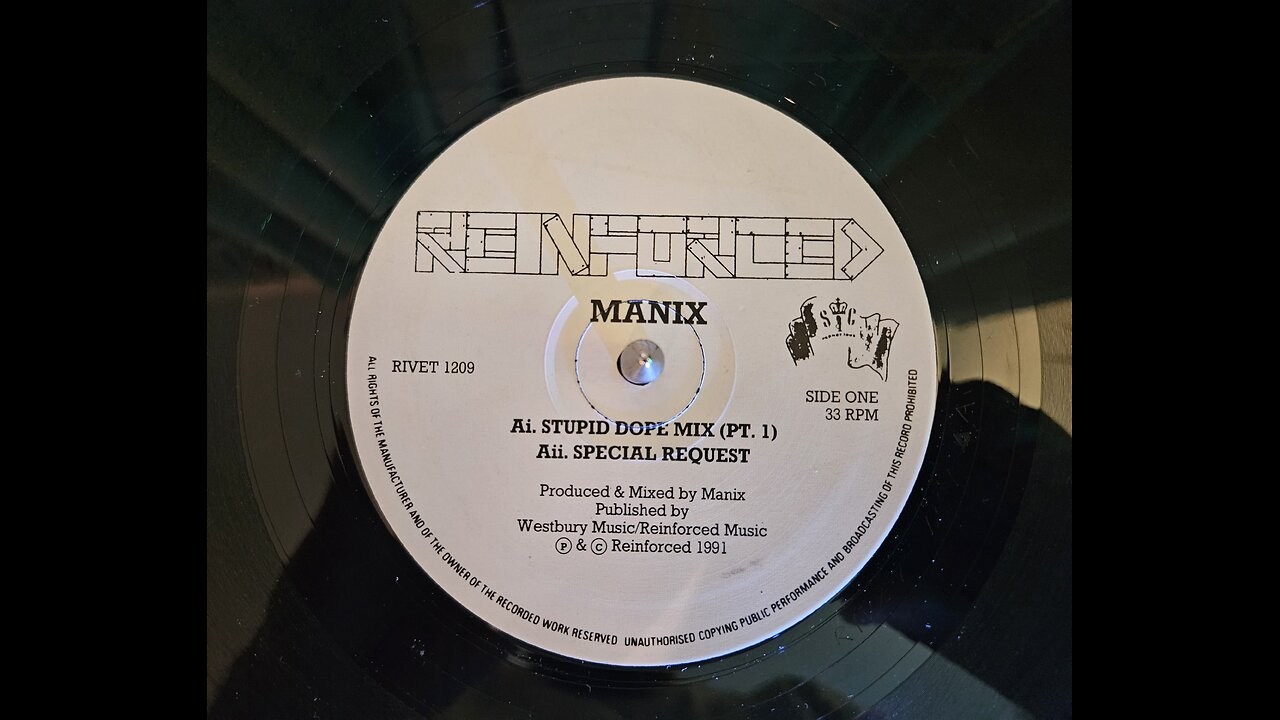 REINFORCED
MANIX
S C
RIVET 1209
SIDE ONE
33 RPM
Ai. STUPID DOPE MIX (PT. 1)
Aii. SPECIAL REQUEST
Produced & Mixed by Manix
Published by
Westbury Music/Reinforced Music
Ⓟ & Ⓒ Reinforced 1991
ALL RIGHTS OF THE MANUFACTURER AND OF THE OWNER OF THE RECORDED WORK RESERVED UNAUTHORISED COPYING PUBLIC PERFORMANCE AND BROADCASTING OF THIS RECORD PROHIBITED